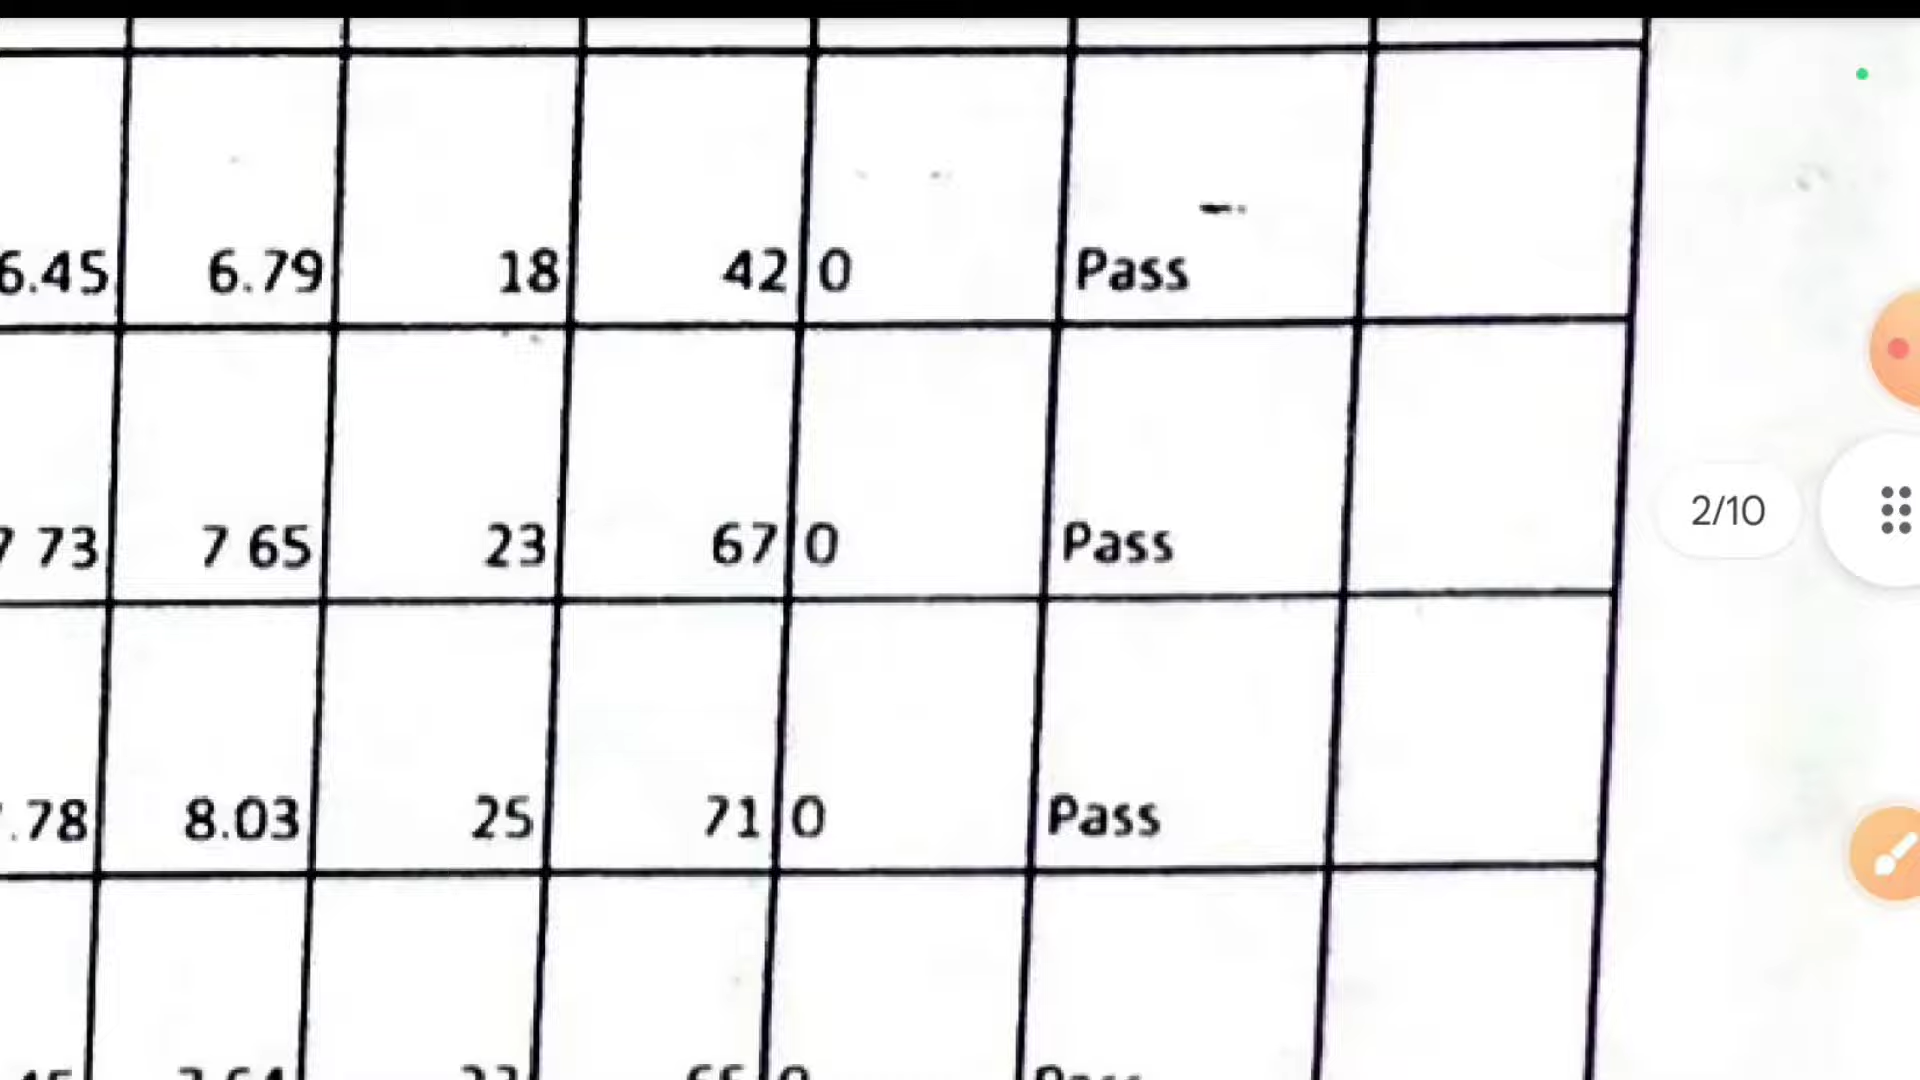 6.45 6.79 18 42 0 Pass
7 73 7 65 23 67 0 Pass
2/10
.78 8.03 25 71 0 Pass